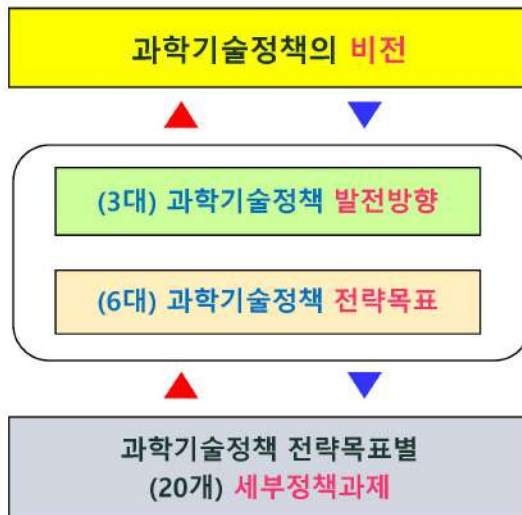 과학기술정책의 비전
(3대) 과학기술정책 발전방향
(6대) 과학기술정책 전략목표
과학기술정책 전략목표별
(20개) 세부정책과제